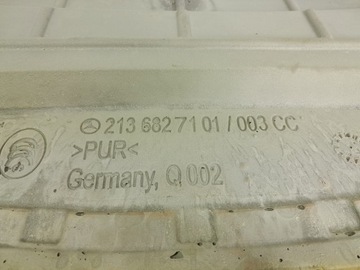 213 682 71 01 / 003 CC
>PUR<
Germany, Q 002